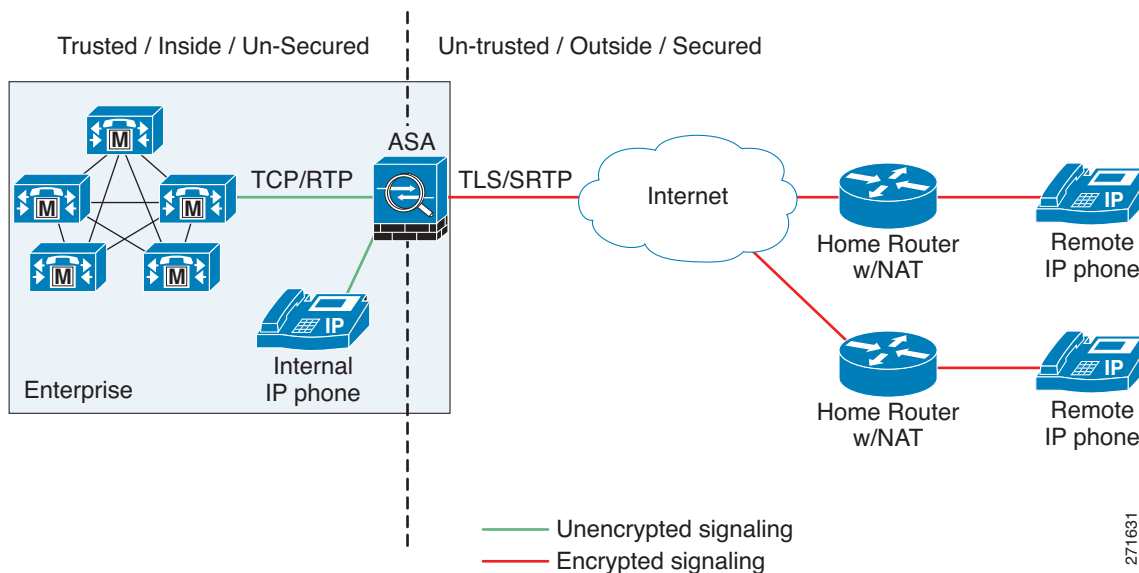 Trusted / Inside / Un-Secured
Un-trusted / Outside / Secured
ASA
M
M
M
M
M
TCP/RTP
TLS/SRTP
Internet
IP
Home Router
w/NAT
Remote
IP phone
IP
Internal
IP phone
Enterprise
IP
Home Router
w/NAT
Remote
IP phone
Unencrypted signaling
Encrypted signaling
271631